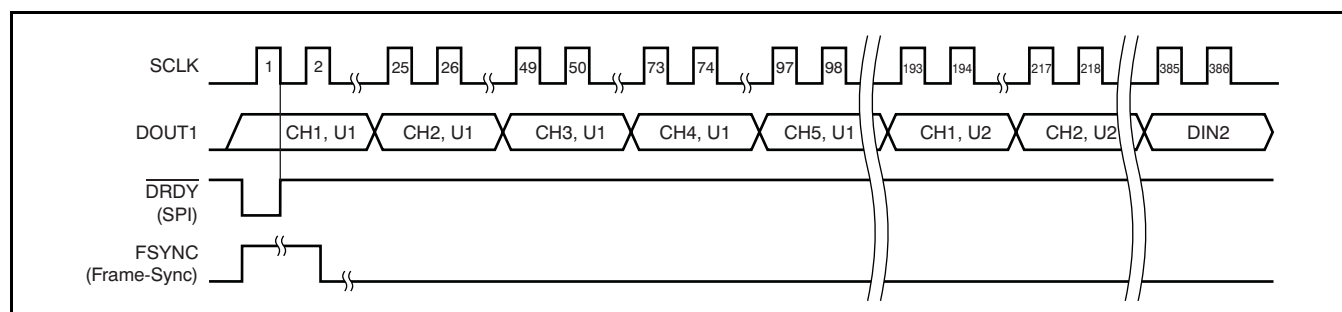 SCLK 1 2 25 26 49 50 73 74 97 98 193 194 217 218 385 386
DOUT1 CH1, U1 CH2, U1 CH3, U1 CH4, U1 CH5, U1 CH1, U2 CH2, U2 DIN2
DRDY
(SPI)
FSYNC
(Frame-Sync)